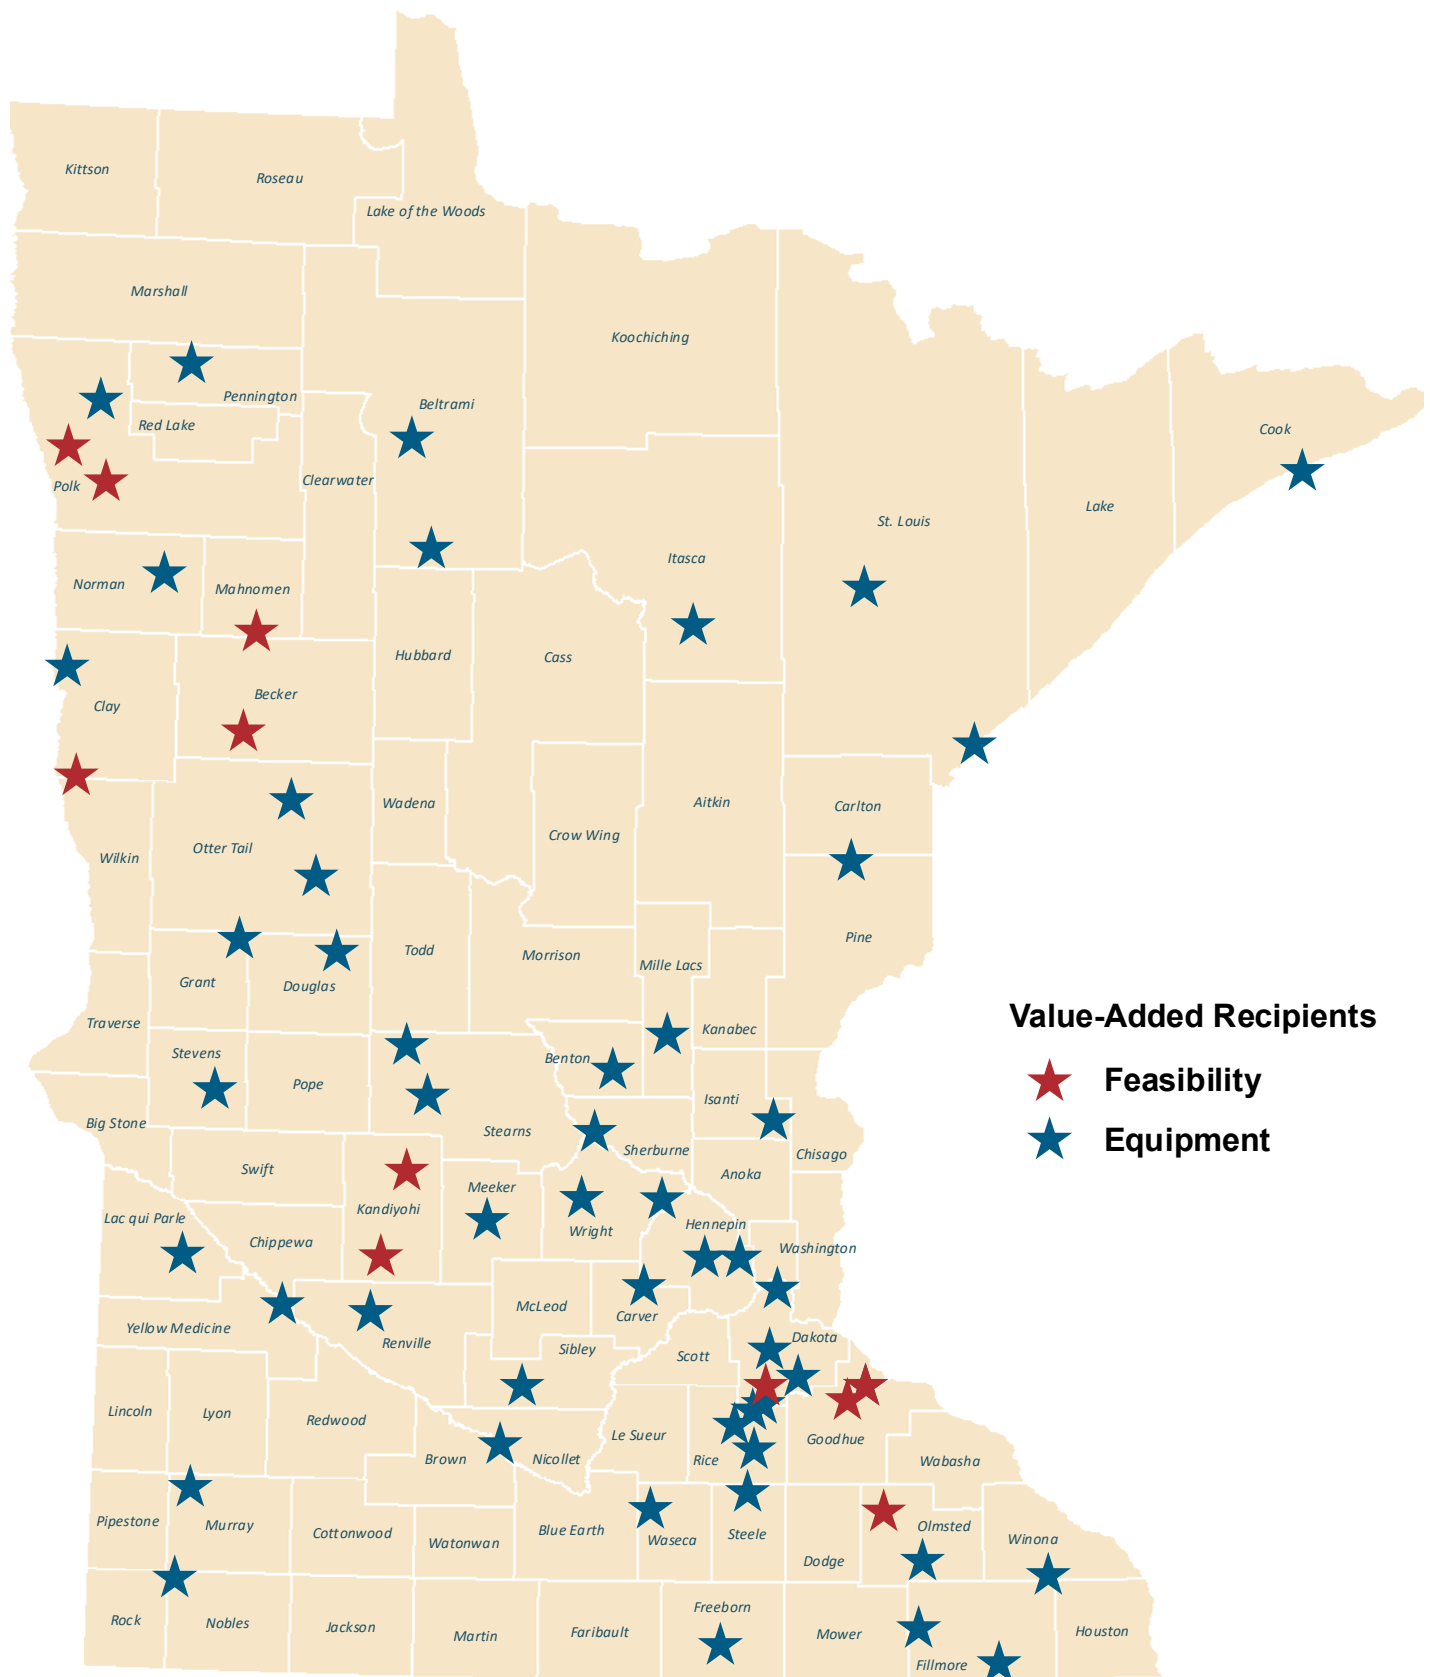 Kittson
Roseau
Lake of the Woods
Marshall
Koochiching
Pennington
Beltrami
Red Lake
Cook
Clearwater
Polk
Lake
St. Louis
Itasca
Norman
Mahnomen
Hubbard
Cass
Becker
Clay
Wadena
Aitkin
Carlton
Crow Wing
Otter Tail
Wilkin
Pine
Todd
Morrison
Mille Lacs
Grant
Douglas
Value-Added Recipients
Traverse
Kanabec
Stevens
Benton
Pope
Feasibility
Isanti
Big Stone
Stearns
Equipment
Sherburne
Chisago
Swift
Anoka
Meeker
Kandiyohi
Lac qui Parle
Hennepin
Wright
Chippewa
Washington
McLeod
Carver
Yellow Medicine
Dakota
Renville
Sibley
Scott
Lincoln
Lyon
Redwood
Le Sueur
Goodhue
Brown
Nicollet
Rice
Wabasha
Pipestone
Murray
Cottonwood
Blue Earth
Olmsted
Steele
Winona
Waseca
Watonwan
Dodge
Freeborn
Rock
Nobles
Jackson
Martin
Faribault
Mower
Houston
Fillmore